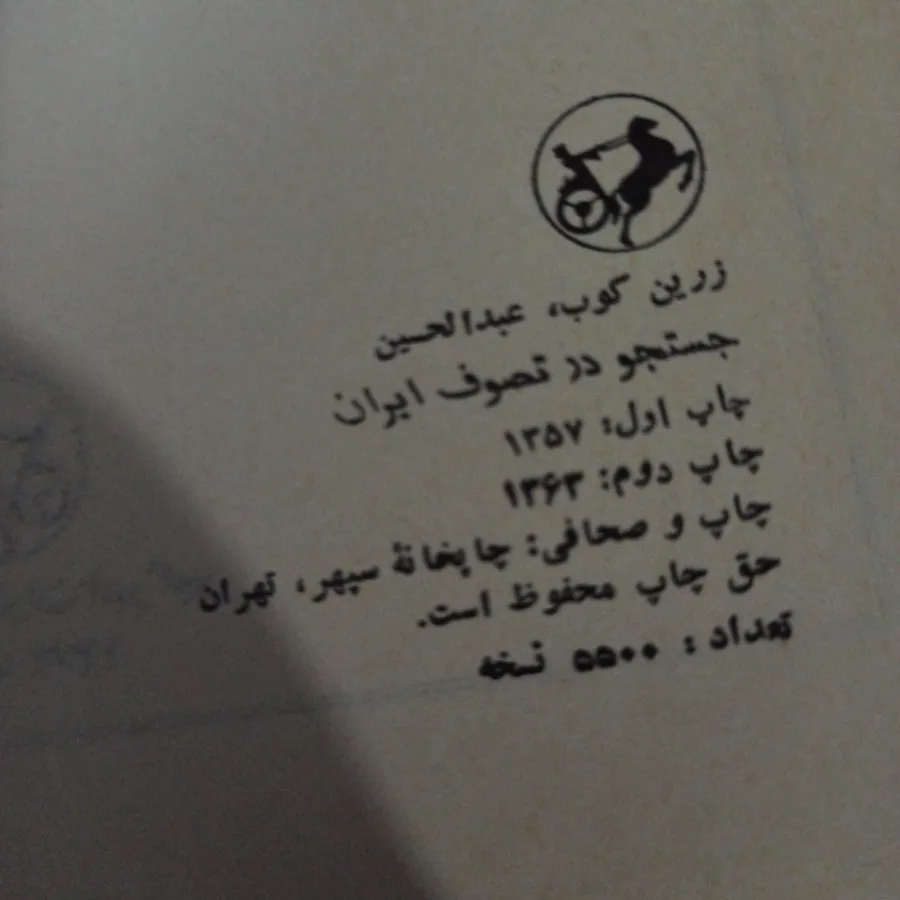 زرین کوب، عبدالحسین
جستجو در تصوف ایران
چاپ اول: ۱۳۵۷
چاپ دوم: ۱۳۶۳
چاپ و صحافی: چاپخانهٔ سپهر، تهران
حق چاپ محفوظ است.
تعداد: ۵۵۰۰ نسخه